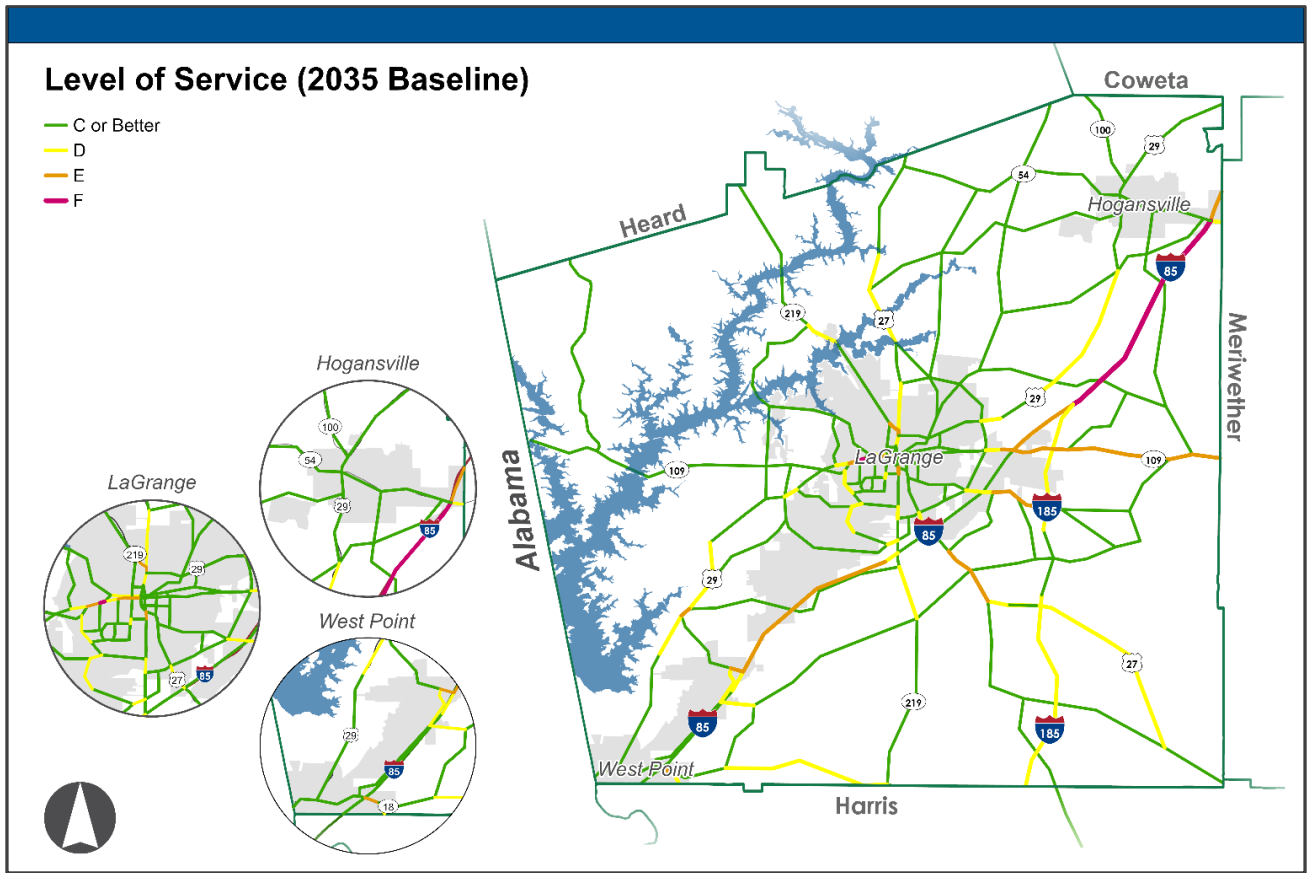 Level of Service (2035 Baseline)
C or Better
D
E
F
Coweta
100
29
54
Hogansville
Heard
85
219
27
Meriwether
29
LaGrange
109
109
Alabama
185
85
29
27
219
85
185
West Point
Harris
Hogansville
100
54
29
85
LaGrange
219
29
27
85
West Point
29
85
18